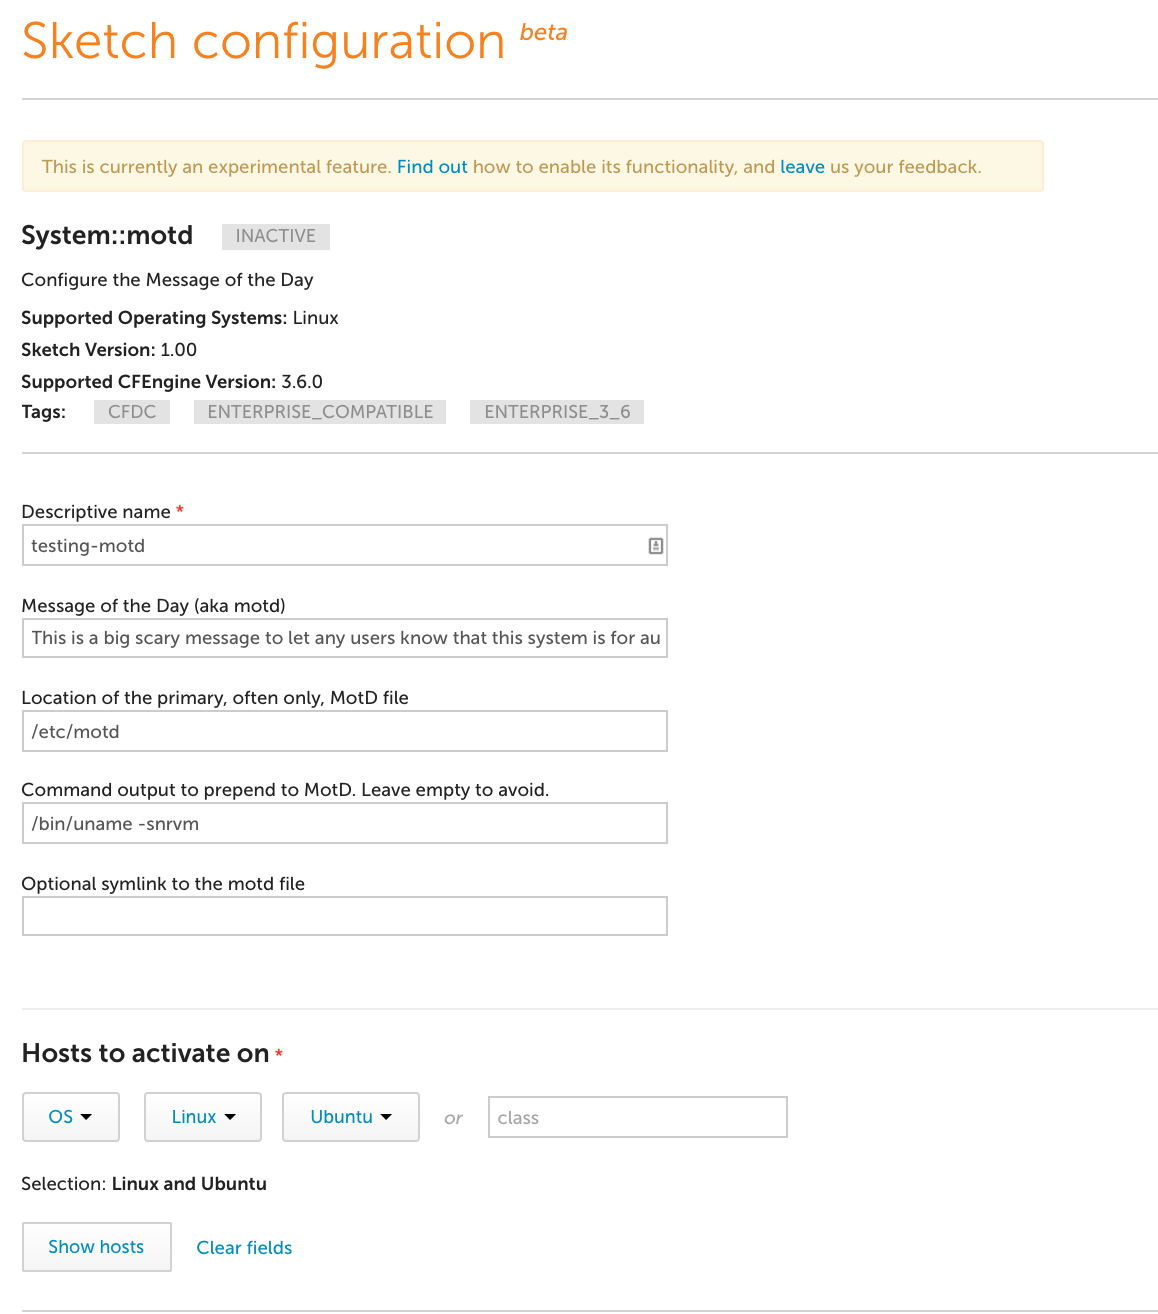 Sketch configuration beta
This is currently an experimental feature. Find out how to enable its functionality, and leave us your feedback.
System::motd INACTIVE
Configure the Message of the Day
Supported Operating Systems: Linux
Sketch Version: 1.00
Supported CFEngine Version: 3.6.0
Tags: CFDC ENTERPRISE_COMPATIBLE ENTERPRISE_3_6
Descriptive name *
testing-motd
Message of the Day (aka motd)
This is a big scary message to let any users know that this system is for au
Location of the primary, often only, MotD file
/etc/motd
Command output to prepend to MotD. Leave empty to avoid.
/bin/uname -snrvm
Optional symlink to the motd file
Hosts to activate on *
OS Linux Ubuntu or class
Selection: Linux and Ubuntu
Show hosts Clear fields